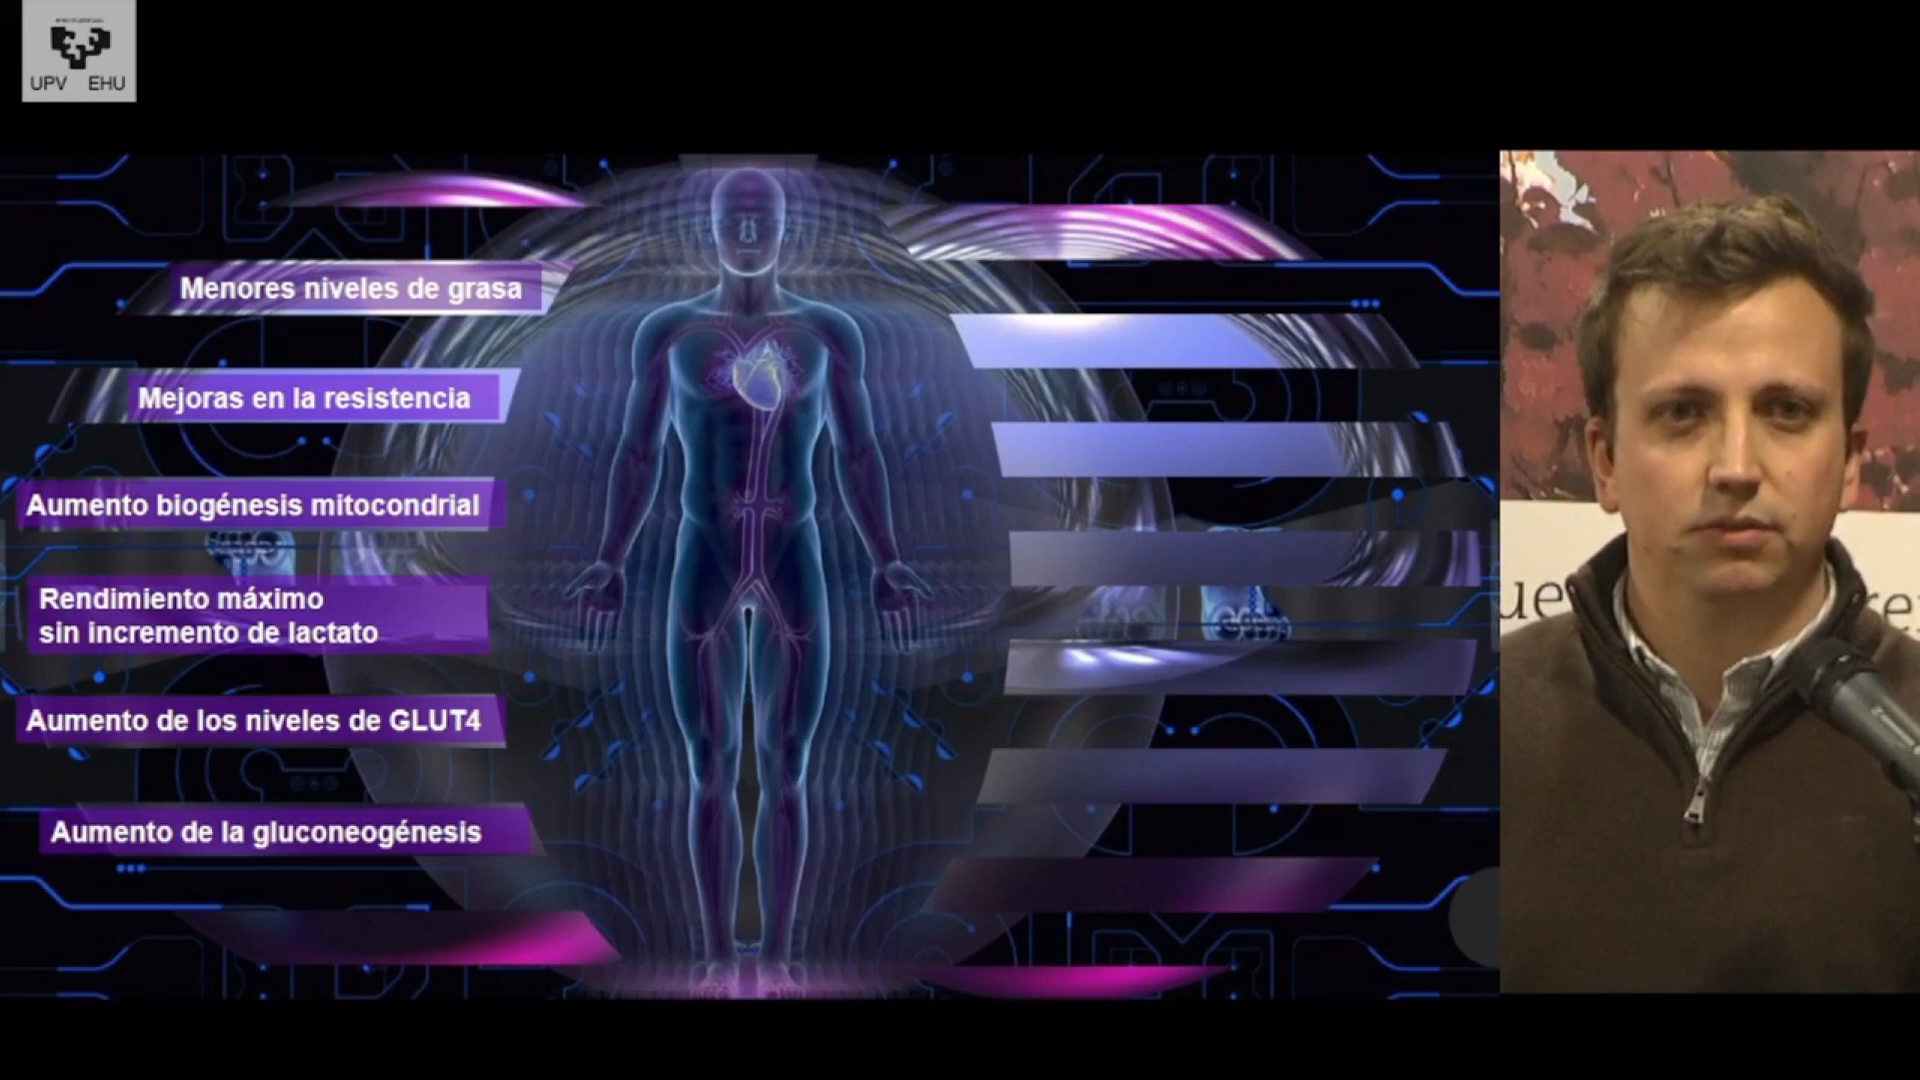 UPV EHU
Menores niveles de grasa
Mejoras en la resistencia
Aumento biogénesis mitocondrial
Rendimiento máximo
sin incremento de lactato
Aumento de los niveles de GLUT4
Aumento de la gluconeogénesis